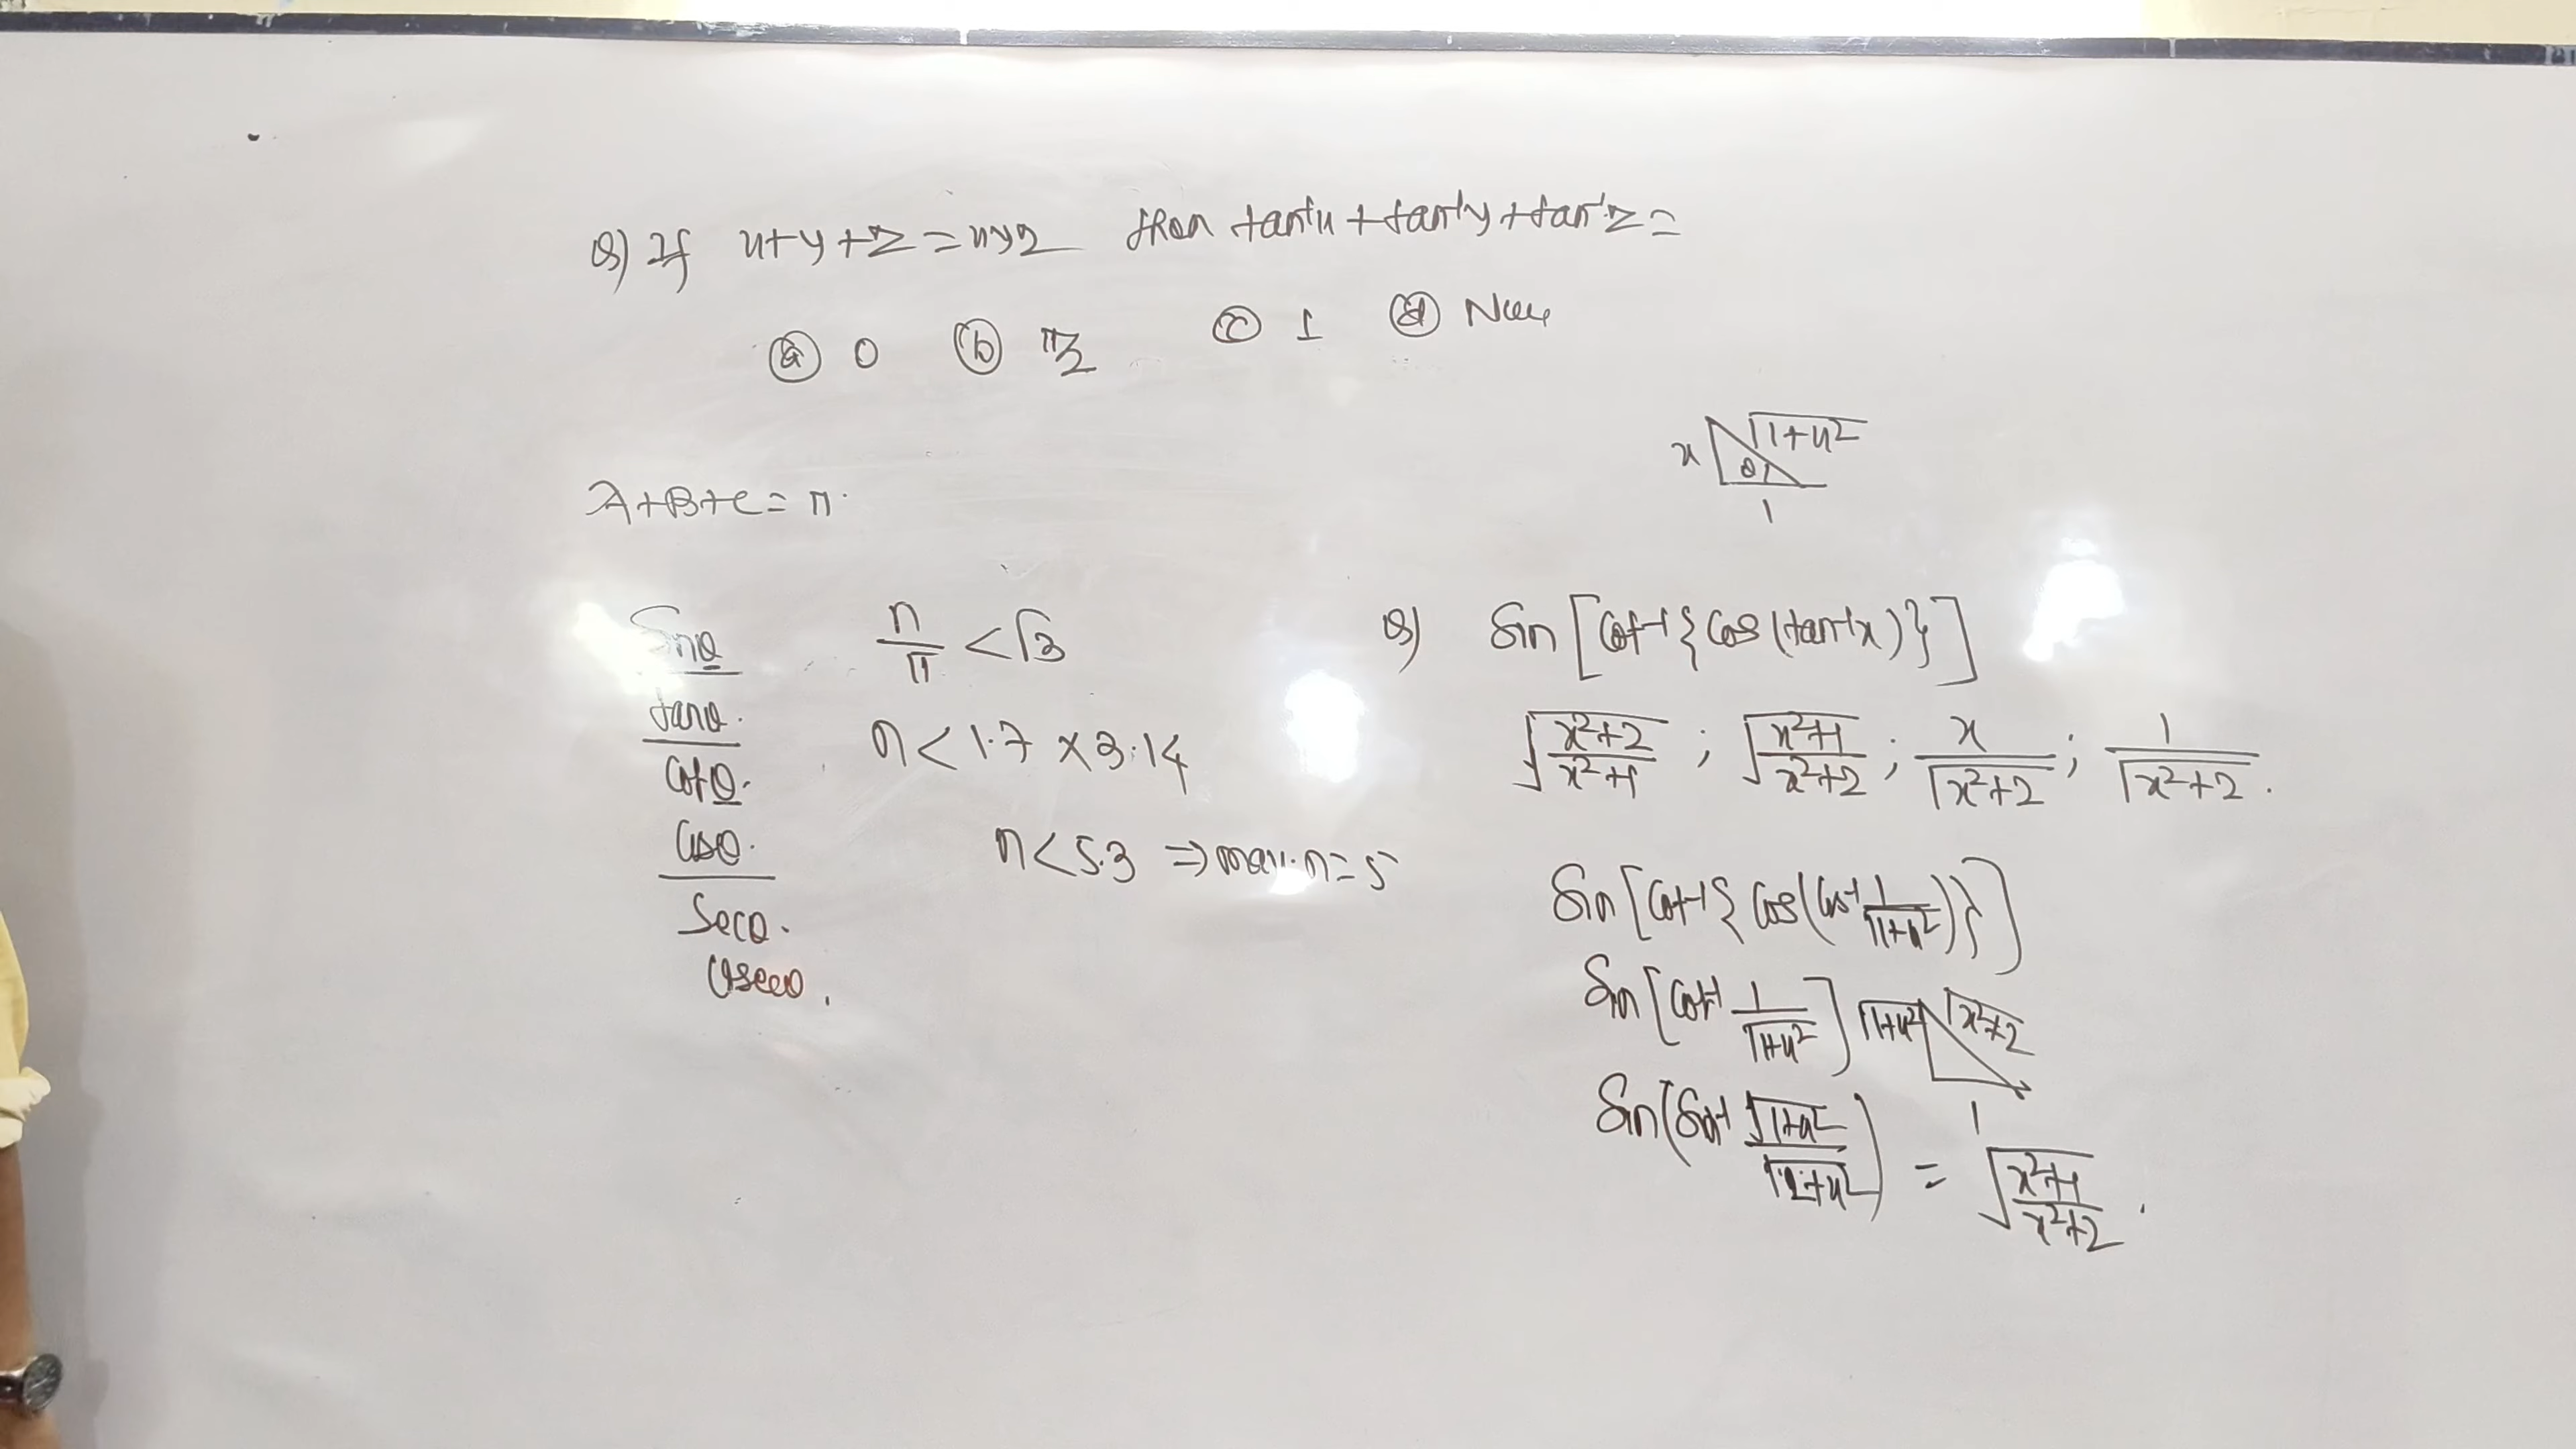 Q) If x+y+z=xyz then tan⁻¹x+tan⁻¹y+tan⁻¹z=
(a) 0 (b) π/2 (c) 1 (d) None
A+B+C=π.
Sinθ
tanθ.
Cotθ.
Cosθ.
Secθ.
Cosecθ.
n/π <√3
n<1.7×3.14
n<5.3 ⇒max.n=5
x √1+x²
θ
1
Q) Sin[Cot⁻¹{Cos(tan⁻¹x)}]
√(x²+2)/(x²+1) ; √(x²+1)/(x²+2) ; x/√x²+2 ; 1/√x²+2 .
Sin[Cot⁻¹{Cos(Cos⁻¹ 1/√1+x²)}]
Sin[Cot⁻¹ 1/√1+x²] √1+x² √x²+2
1
Sin(Sin⁻¹ √1+x²/√2+x²) = √(x²+1)/(x²+2) .